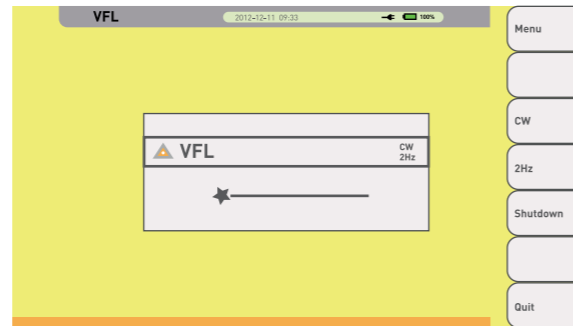 VFL 2012-12-11 09:33 100%
Menu
CW
2Hz
Shutdown
Quit
VFL
CW
2Hz